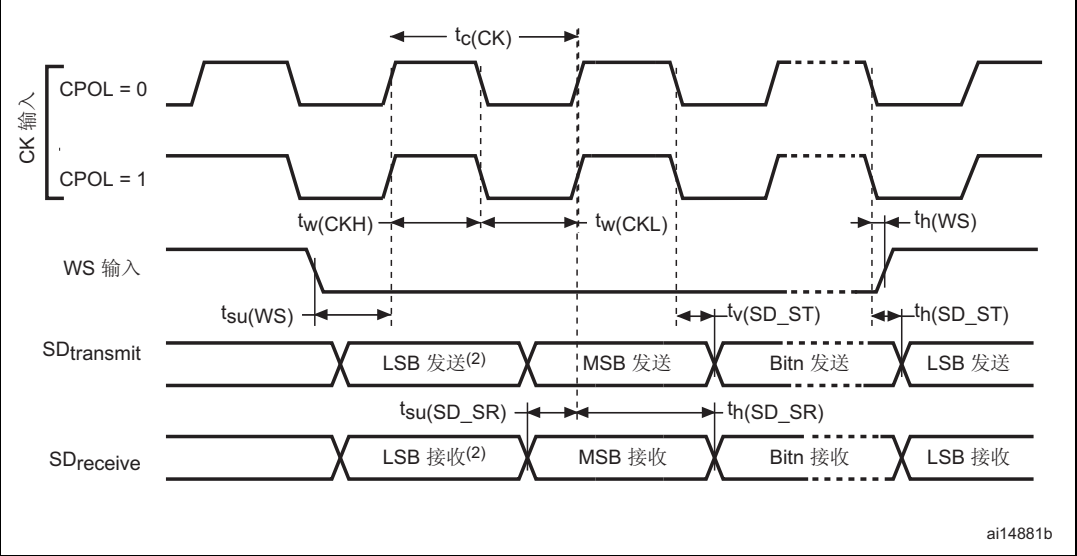 tc(CK)
CK 输入
CPOL = 0
CPOL = 1
tw(CKH)
tw(CKL)
th(WS)
WS 输入
tsu(WS)
tv(SD_ST)
th(SD_ST)
SDtransmit
LSB 发送(2)
MSB 发送
Bitn 发送
LSB 发送
tsu(SD_SR)
th(SD_SR)
SDreceive
LSB 接收(2)
MSB 接收
Bitn 接收
LSB 接收
ai14881b